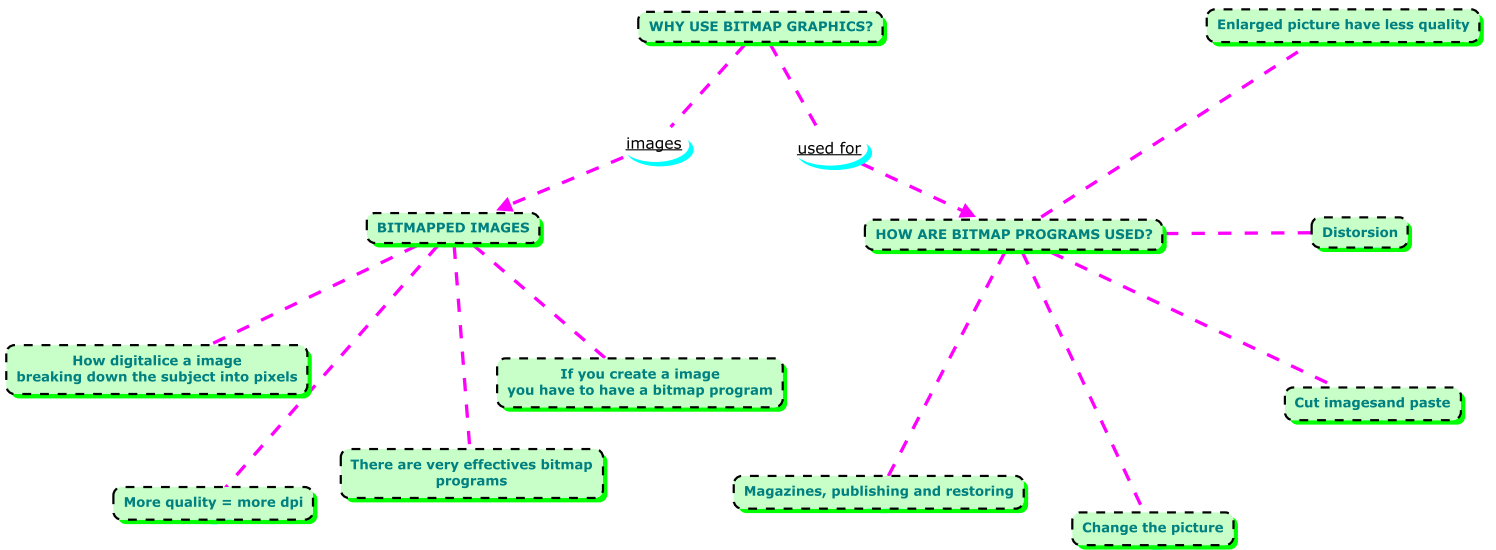 WHY USE BITMAP GRAPHICS?
Enlarged picture have less quality
images
used for
BITMAPPED IMAGES
HOW ARE BITMAP PROGRAMS USED?
Distorsion
How digitalice a image
breaking down the subject into pixels
If you create a image
you have to have a bitmap program
Cut imagesand paste
There are very effectives bitmap
programs
More quality = more dpi
Magazines, publishing and restoring
Change the picture